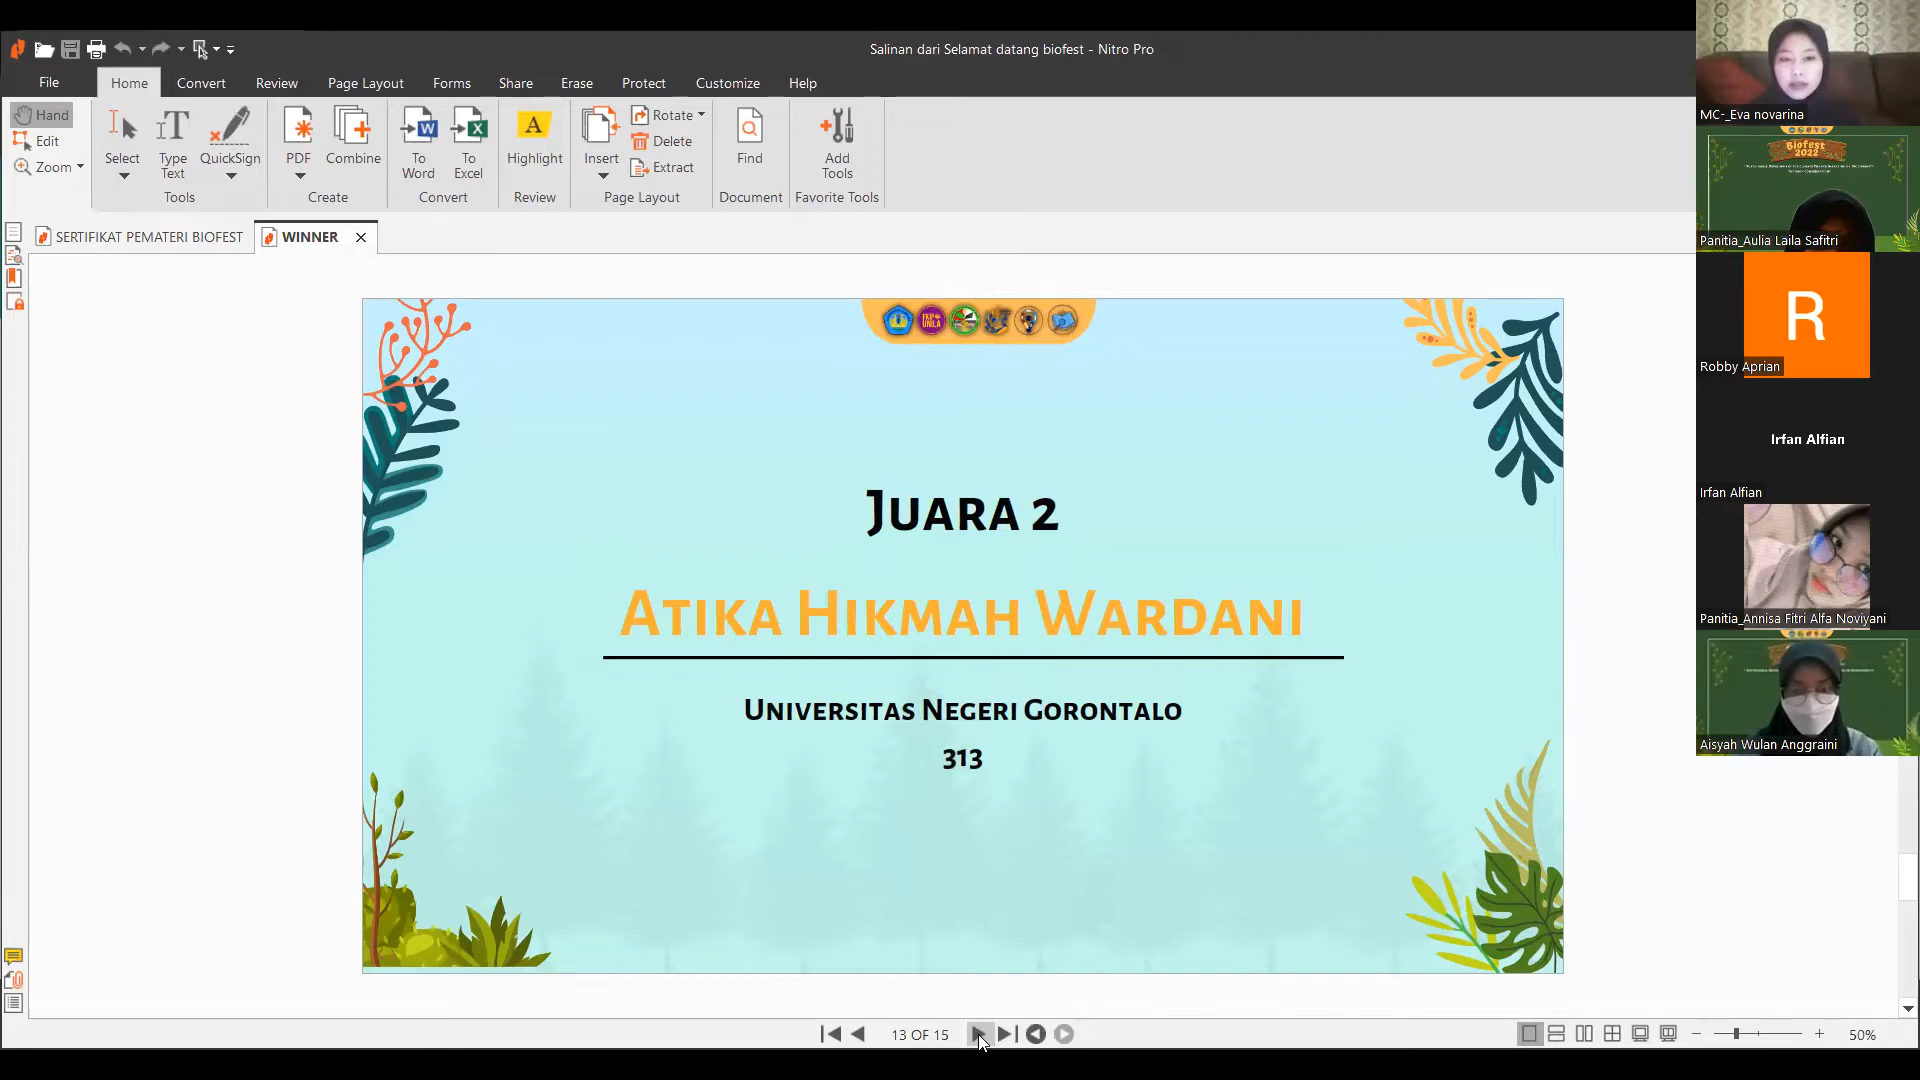 Salinan dari Selamat datang biofest - Nitro Pro
File Home Convert Review Page Layout Forms Share Erase Protect Customize Help
Hand
Edit
Zoom
Select
Type Text
QuickSign
Tools
PDF
Combine
Create
To Word
To Excel
Convert
A
Highlight
Review
Insert
Rotate
Delete
Extract
Page Layout
Find
Document
Add Tools
Favorite Tools
SERTIFIKAT PEMATERI BIOFEST
WINNER
FKIP UNILA
Juara 2
Atika Hikmah Wardani
Universitas Negeri Gorontalo
313
13 OF 15
50%
MC-_Eva novarina
Biofest
2022
Panitia_Aulia Laila Safitri
R
Robby Aprian
Irfan Alfian
Irfan Alfian
Panitia_Annisa Fitri Alfa Noviyani
Aisyah Wulan Anggraini